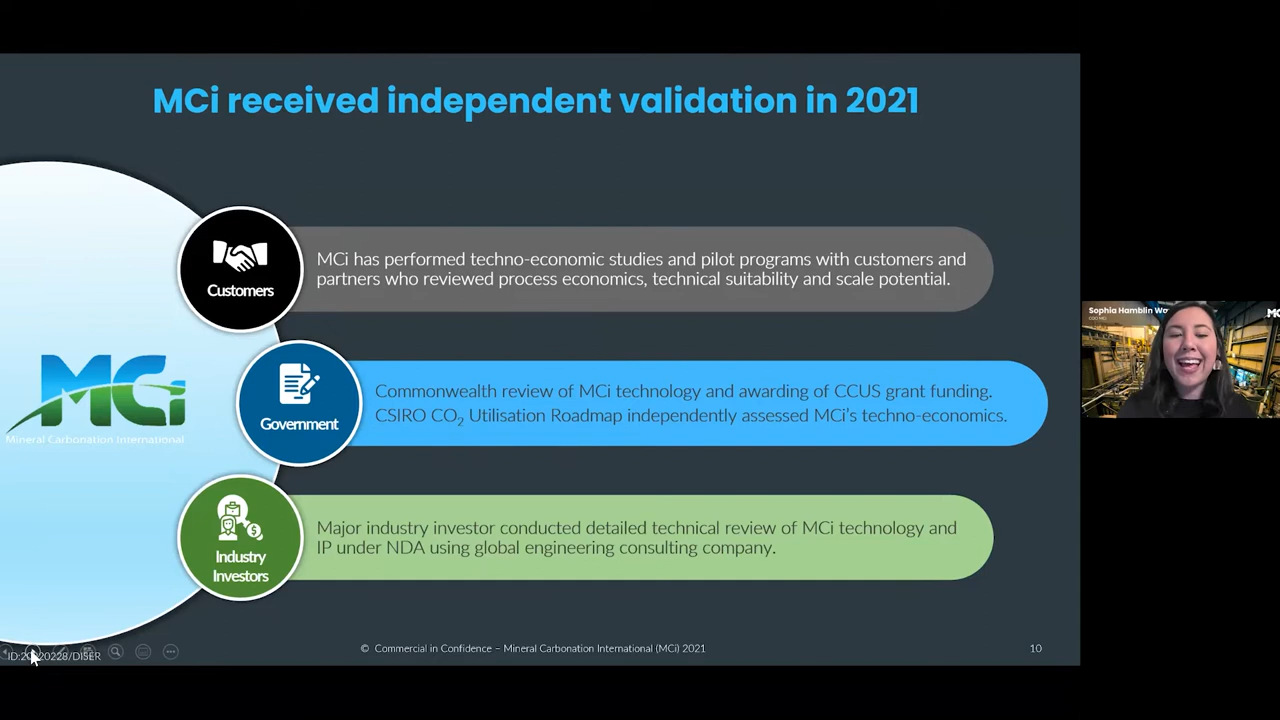 MCi received independent validation in 2021
Customers
MCi has performed techno-economic studies and pilot programs with customers and
partners who reviewed process economics, technical suitability and scale potential.
MCi
Mineral Carbonation International
Government
Commonwealth review of MCi technology and awarding of CCUS grant funding.
CSIRO CO₂ Utilisation Roadmap independently assessed MCi’s techno-economics.
Industry
Investors
Major industry investor conducted detailed technical review of MCi technology and
IP under NDA using global engineering consulting company.
© Commercial in Confidence – Mineral Carbonation International (MCi) 2021
10
Sophia Hamblin